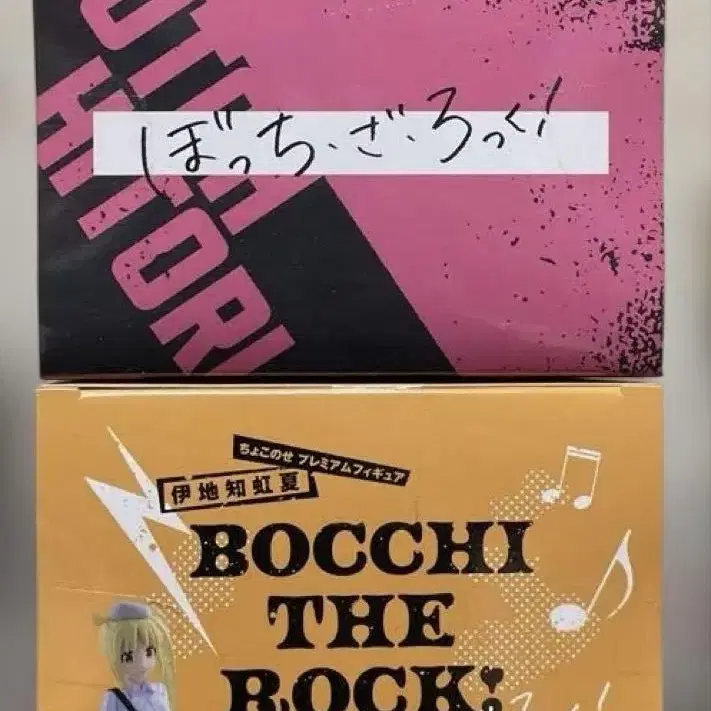 HITORI
ぼっち・ざ・ろっく!
ちょこのせ プレミアムフィギュア
伊地知虹夏
BOCCHI
THE
ROCK!